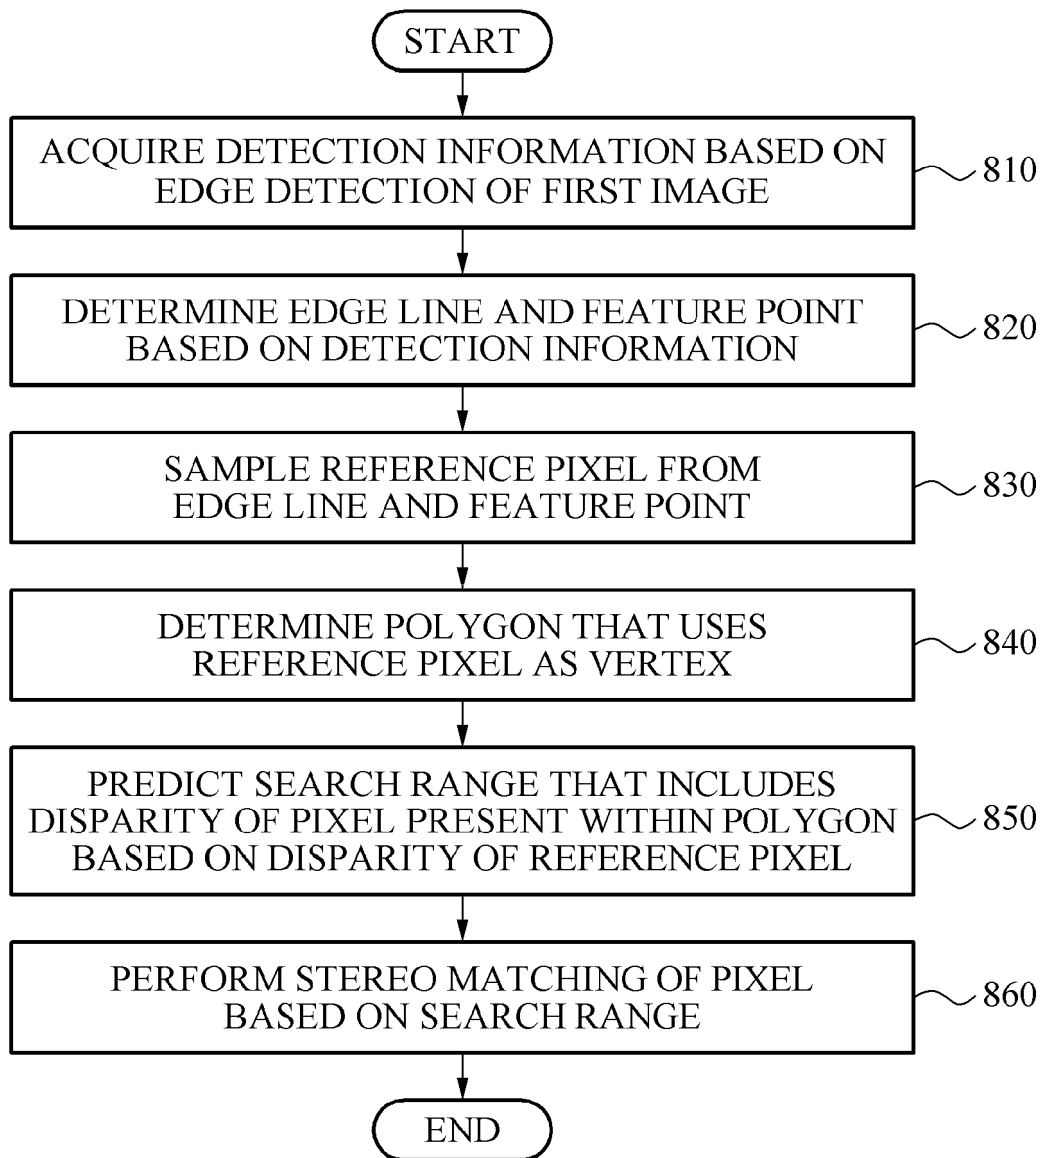 START
ACQUIRE DETECTION INFORMATION BASED ON
EDGE DETECTION OF FIRST IMAGE
810
DETERMINE EDGE LINE AND FEATURE POINT
BASED ON DETECTION INFORMATION
820
SAMPLE REFERENCE PIXEL FROM
EDGE LINE AND FEATURE POINT
830
DETERMINE POLYGON THAT USES
REFERENCE PIXEL AS VERTEX
840
PREDICT SEARCH RANGE THAT INCLUDES
DISPARITY OF PIXEL PRESENT WITHIN POLYGON
BASED ON DISPARITY OF REFERENCE PIXEL
850
PERFORM STEREO MATCHING OF PIXEL
BASED ON SEARCH RANGE
860
END